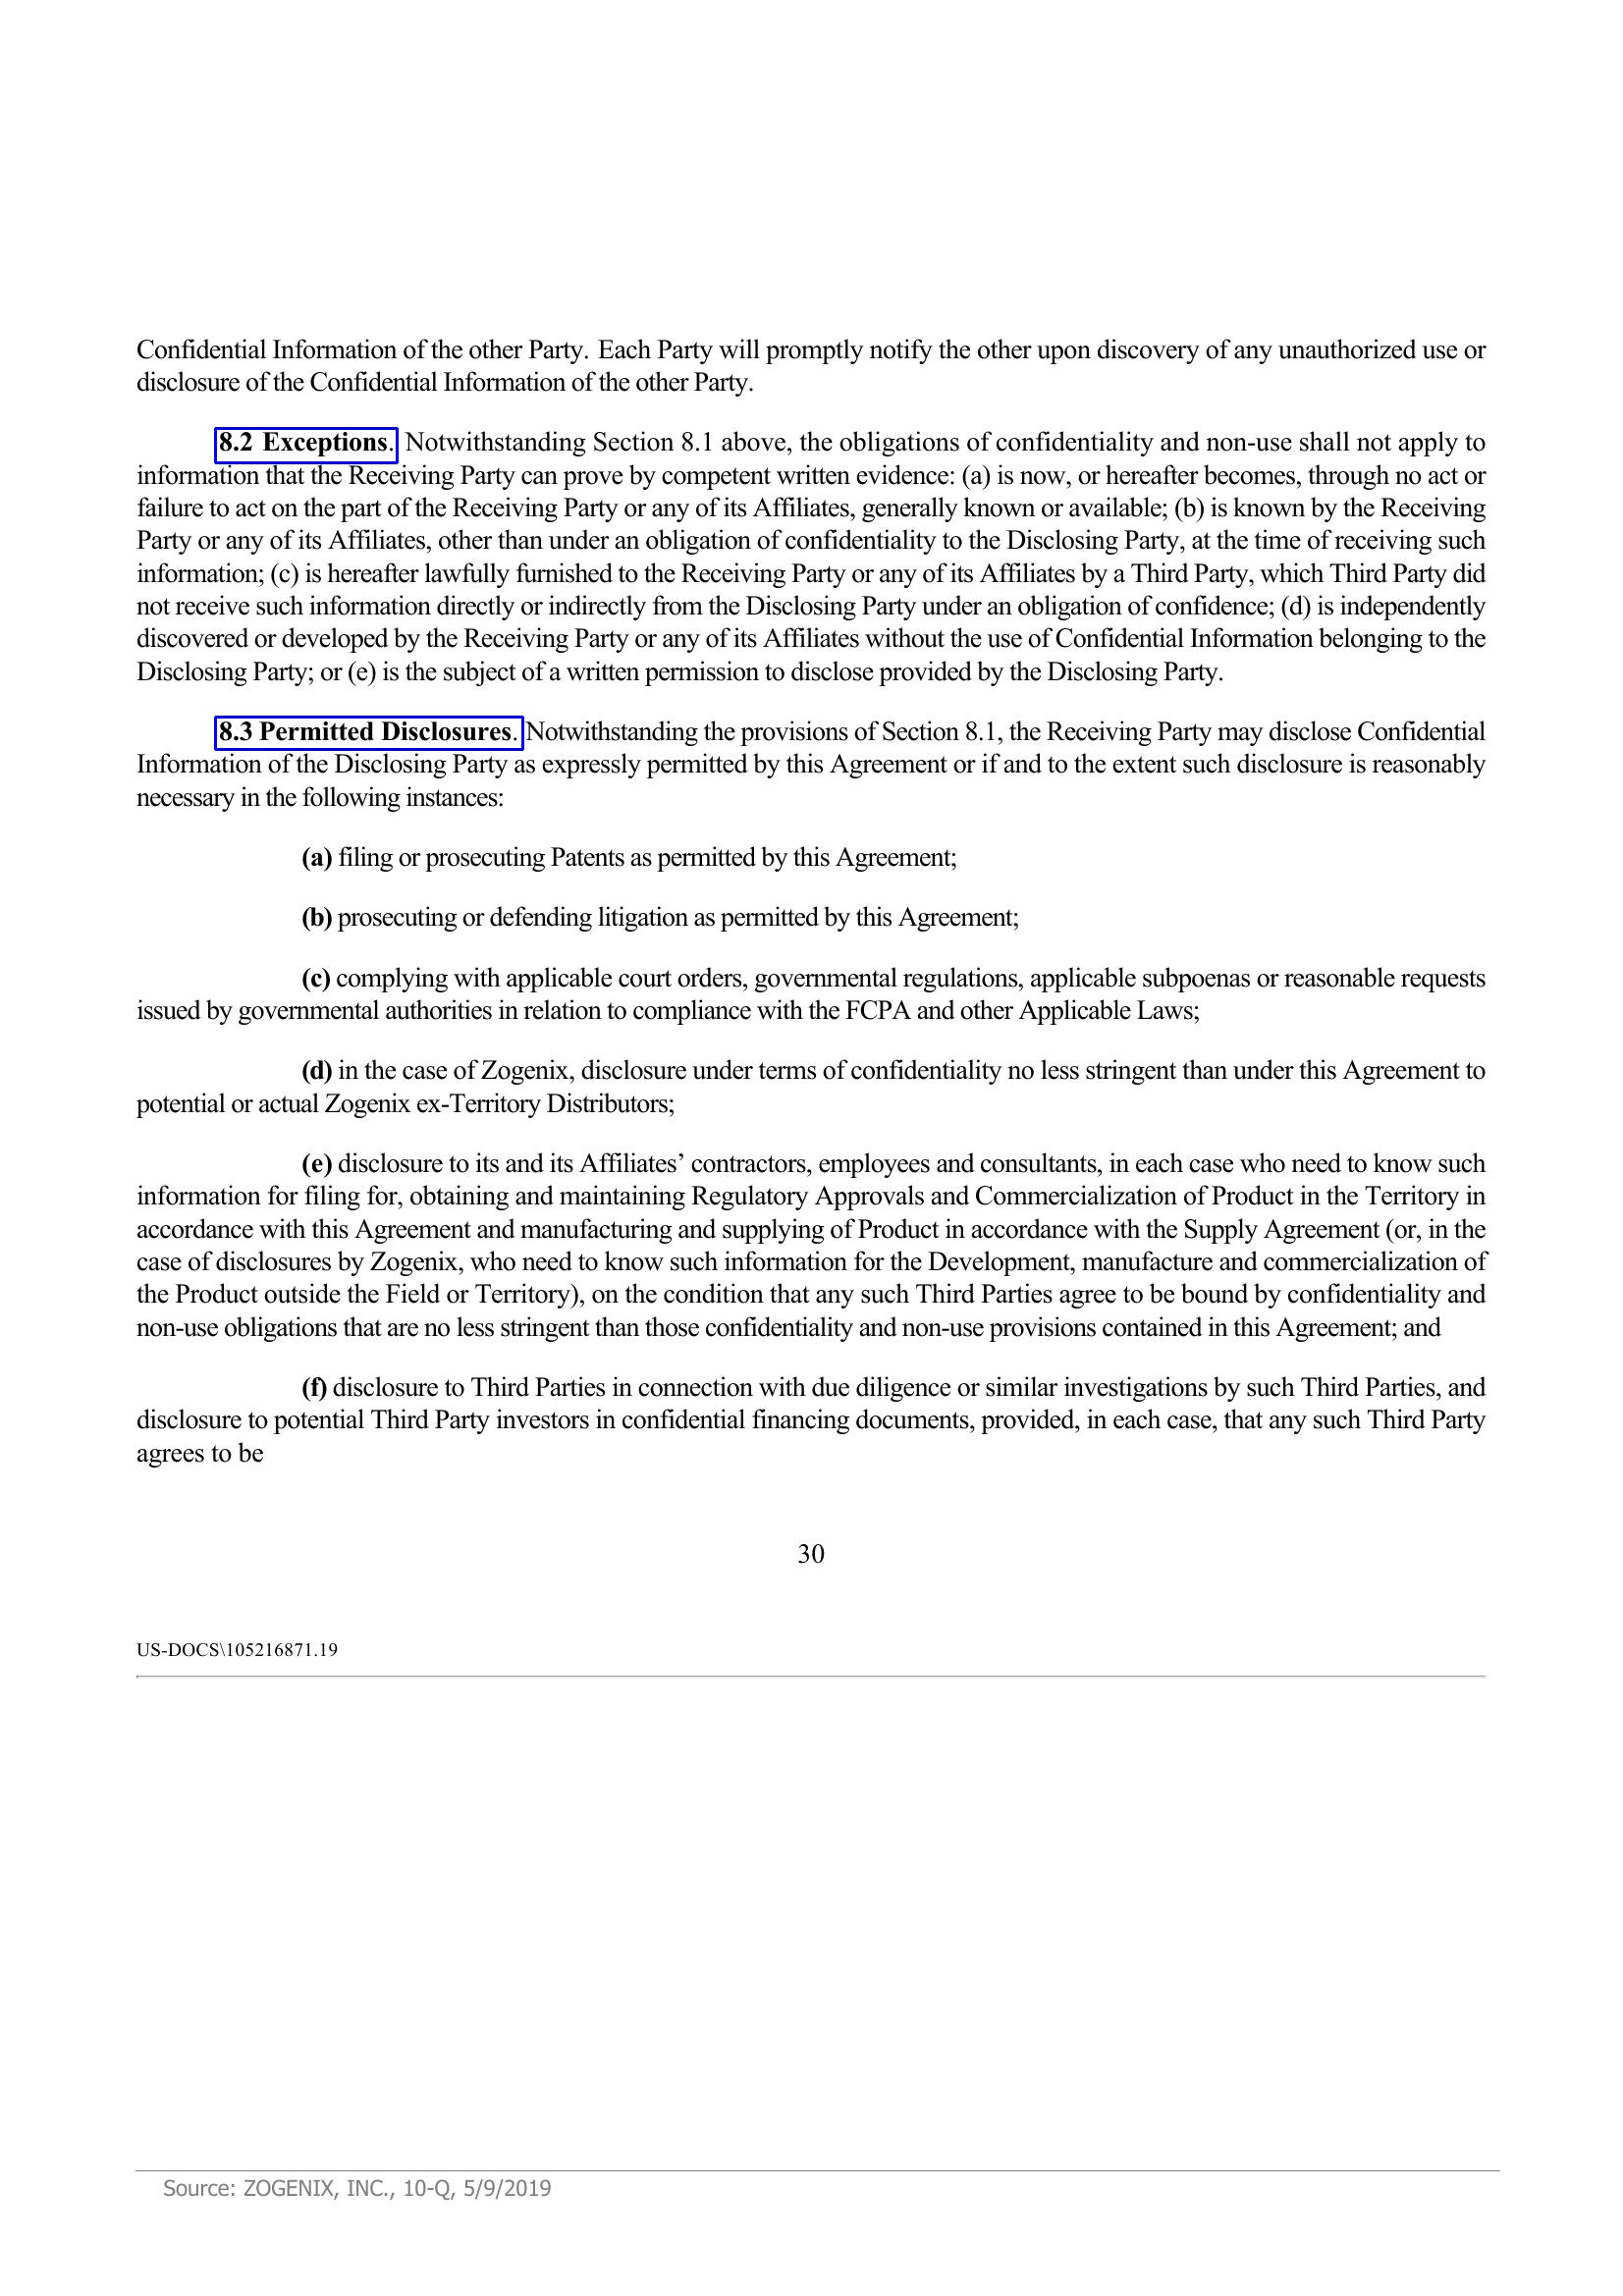 Confidential Information of the other Party. Each Party will promptly notify the other upon discovery of any unauthorized use or
disclosure of the Confidential Information of the other Party.
8.2 Exceptions. Notwithstanding Section 8.1 above, the obligations of confidentiality and non-use shall not apply to
information that the Receiving Party can prove by competent written evidence: (a) is now, or hereafter becomes, through no act or
failure to act on the part of the Receiving Party or any of its Affiliates, generally known or available; (b) is known by the Receiving
Party or any of its Affiliates, other than under an obligation of confidentiality to the Disclosing Party, at the time of receiving such
information; (c) is hereafter lawfully furnished to the Receiving Party or any of its Affiliates by a Third Party, which Third Party did
not receive such information directly or indirectly from the Disclosing Party under an obligation of confidence; (d) is independently
discovered or developed by the Receiving Party or any of its Affiliates without the use of Confidential Information belonging to the
Disclosing Party; or (e) is the subject of a written permission to disclose provided by the Disclosing Party.
8.3 Permitted Disclosures. Notwithstanding the provisions of Section 8.1, the Receiving Party may disclose Confidential
Information of the Disclosing Party as expressly permitted by this Agreement or if and to the extent such disclosure is reasonably
necessary in the following instances:
(a) filing or prosecuting Patents as permitted by this Agreement;
(b) prosecuting or defending litigation as permitted by this Agreement;
(c) complying with applicable court orders, governmental regulations, applicable subpoenas or reasonable requests
issued by governmental authorities in relation to compliance with the FCPA and other Applicable Laws;
(d) in the case of Zogenix, disclosure under terms of confidentiality no less stringent than under this Agreement to
potential or actual Zogenix ex-Territory Distributors;
(e) disclosure to its and its Affiliates’ contractors, employees and consultants, in each case who need to know such
information for filing for, obtaining and maintaining Regulatory Approvals and Commercialization of Product in the Territory in
accordance with this Agreement and manufacturing and supplying of Product in accordance with the Supply Agreement (or, in the
case of disclosures by Zogenix, who need to know such information for the Development, manufacture and commercialization of
the Product outside the Field or Territory), on the condition that any such Third Parties agree to be bound by confidentiality and
non-use obligations that are no less stringent than those confidentiality and non-use provisions contained in this Agreement; and
(f) disclosure to Third Parties in connection with due diligence or similar investigations by such Third Parties, and
disclosure to potential Third Party investors in confidential financing documents, provided, in each case, that any such Third Party
agrees to be
30
US-DOCS\105216871.19
Source: ZOGENIX, INC., 10-Q, 5/9/2019